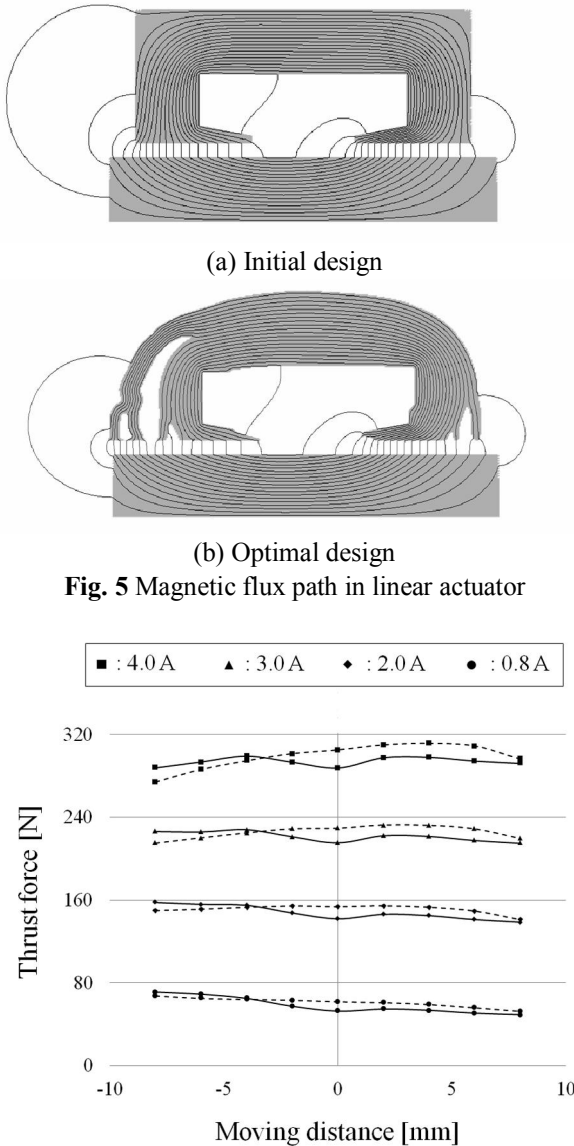 (a) Initial design
(b) Optimal design
Fig. 5 Magnetic flux path in linear actuator
■ : 4.0 A ▲ : 3.0 A ◆ : 2.0 A ● : 0.8 A
320
240
160
80
0
-10 -5 0 5 10
Thrust force [N]
Moving distance [mm]